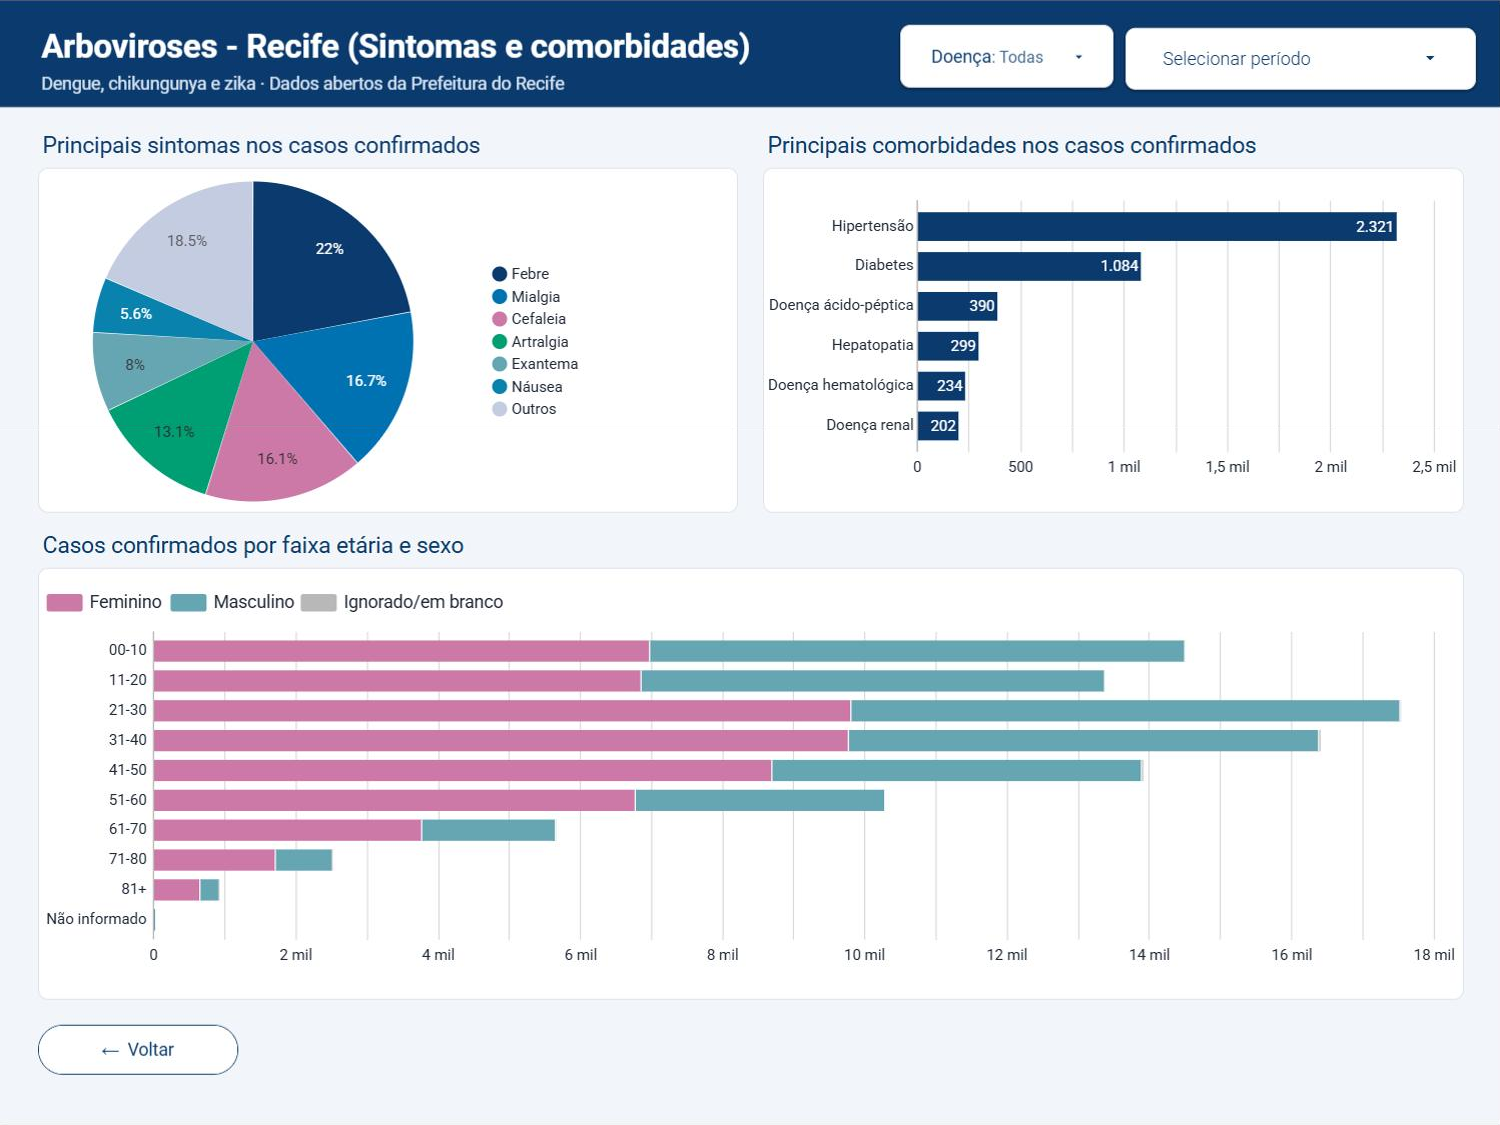 Arboviroses - Recife (Sintomas e comorbidades)
Dengue, chikungunya e zika · Dados abertos da Prefeitura do Recife
Doença: Todas
Selecionar período
Principais sintomas nos casos confirmados
22%
16.7%
16.1%
13.1%
8%
5.6%
18.5%
Febre
Mialgia
Cefaleia
Artralgia
Exantema
Náusea
Outros
Principais comorbidades nos casos confirmados
Hipertensão 2.321
Diabetes 1.084
Doença ácido-péptica 390
Hepatopatia 299
Doença hematológica 234
Doença renal 202
0 500 1 mil 1,5 mil 2 mil 2,5 mil
Casos confirmados por faixa etária e sexo
Feminino Masculino Ignorado/em branco
00-10
11-20
21-30
31-40
41-50
51-60
61-70
71-80
81+
Não informado
0 2 mil 4 mil 6 mil 8 mil 10 mil 12 mil 14 mil 16 mil 18 mil
← Voltar